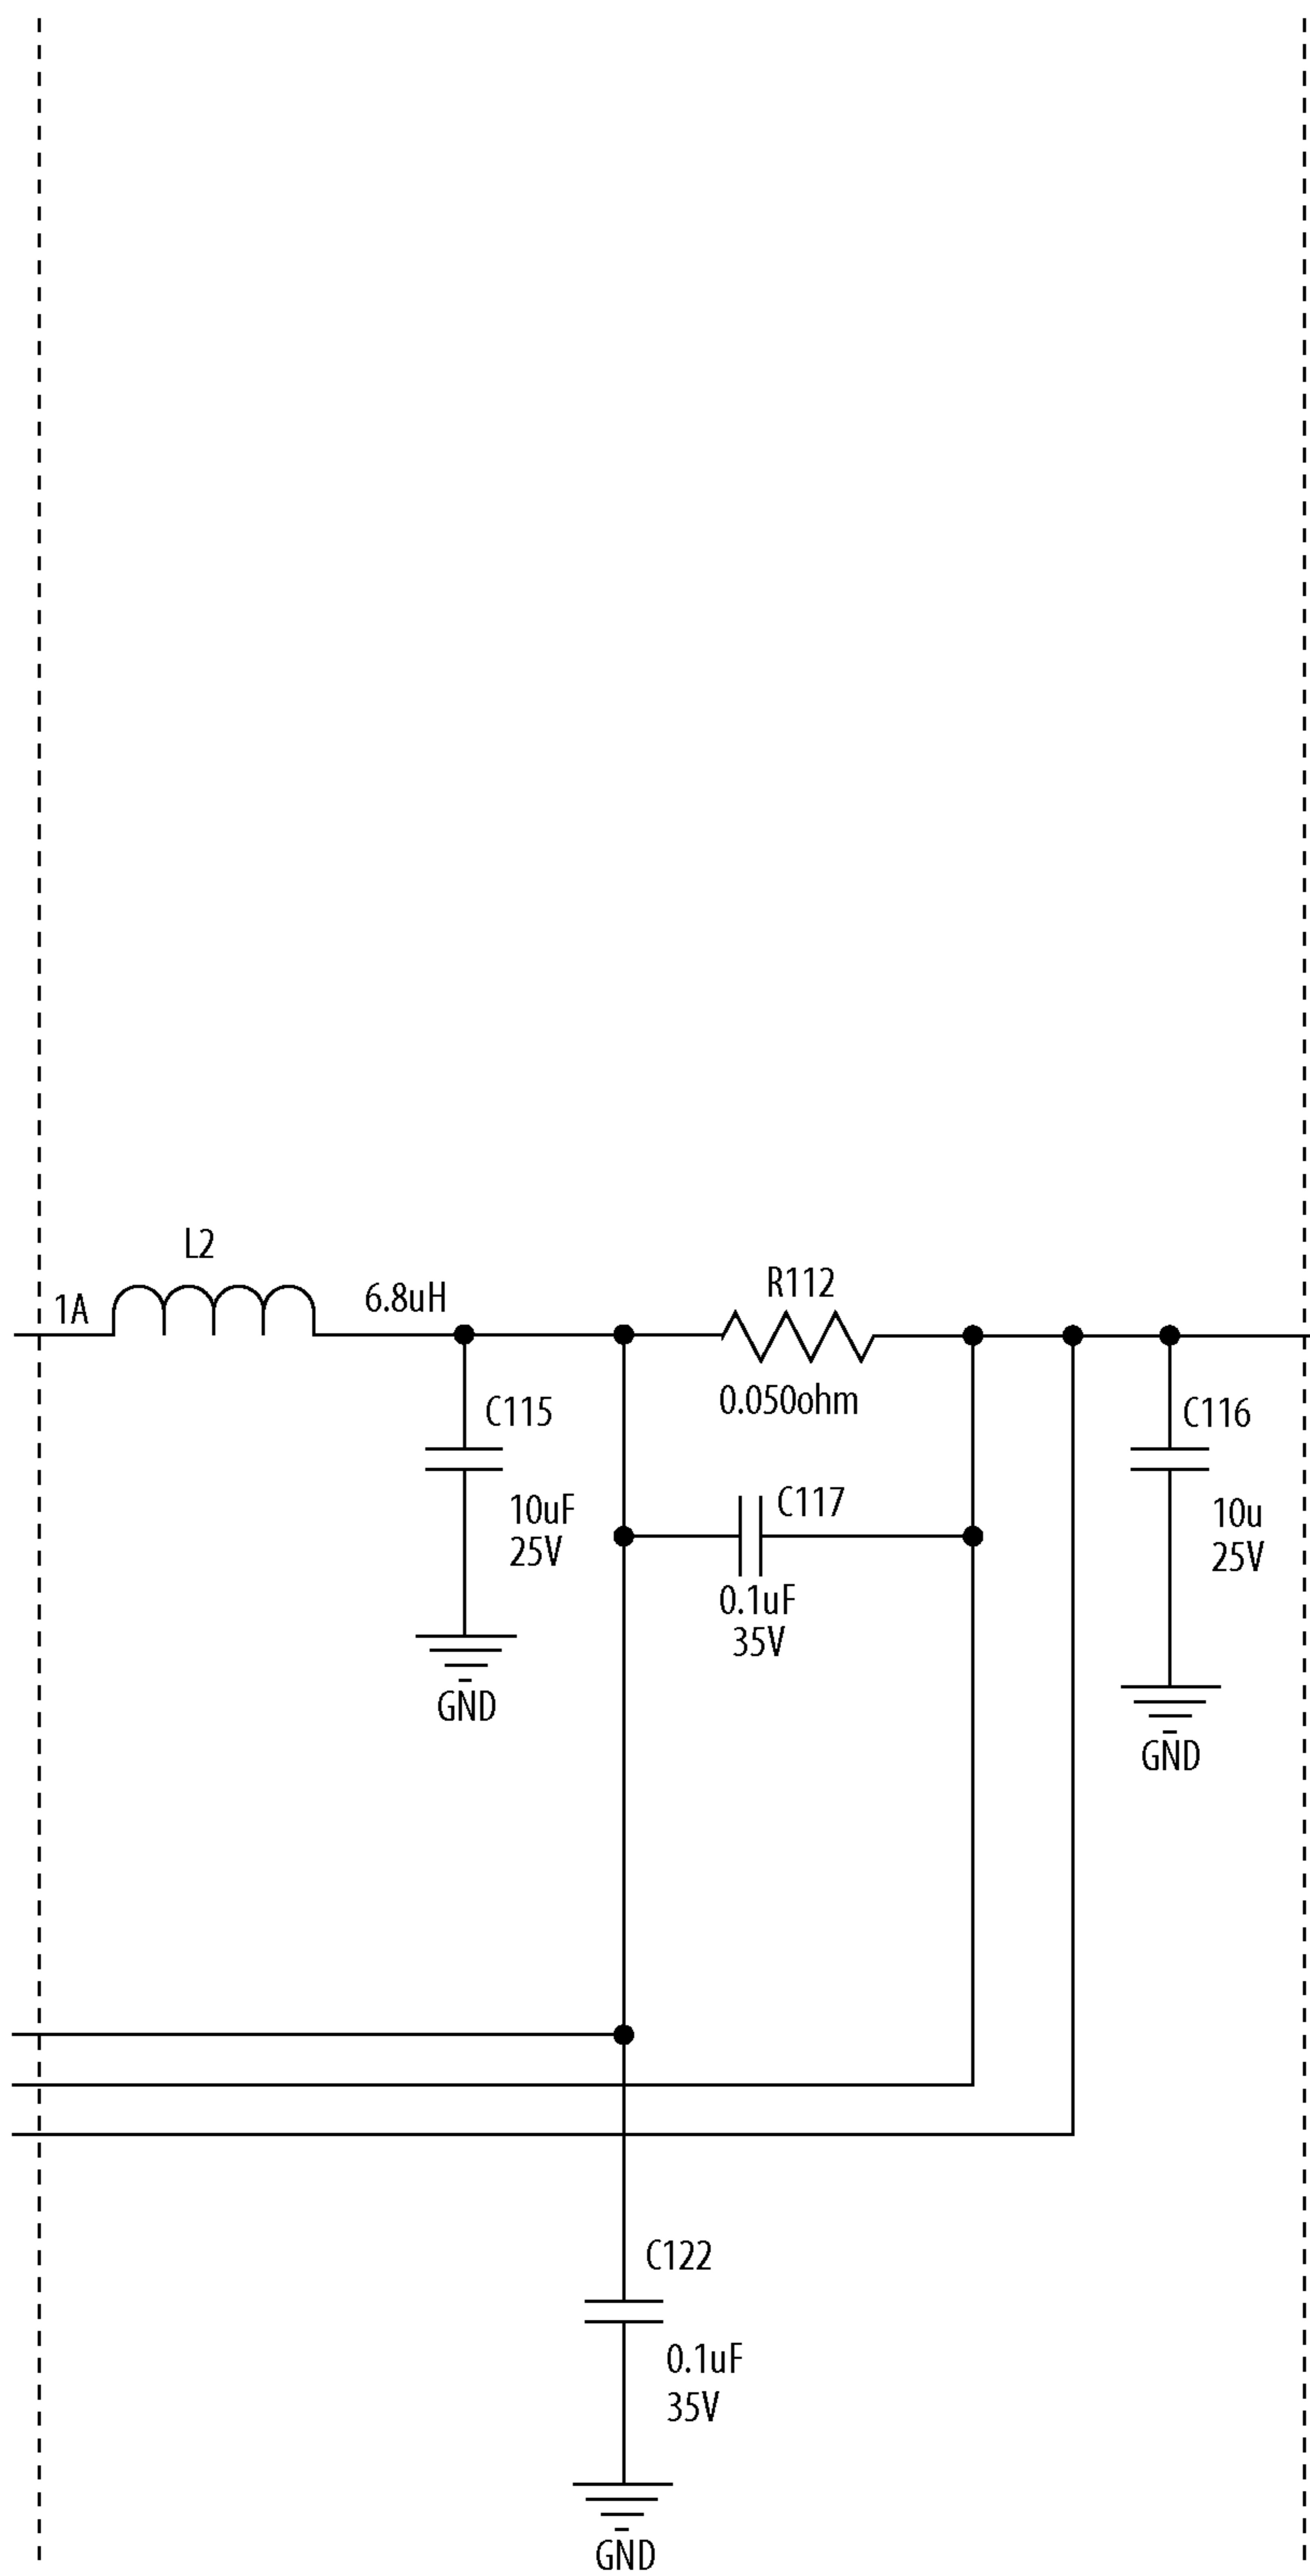 L2
1A
6.8uH
R112
0.050ohm
C115
10uF
25V
GND
C117
0.1uF
35V
C116
10u
25V
GND
C122
0.1uF
35V
GND